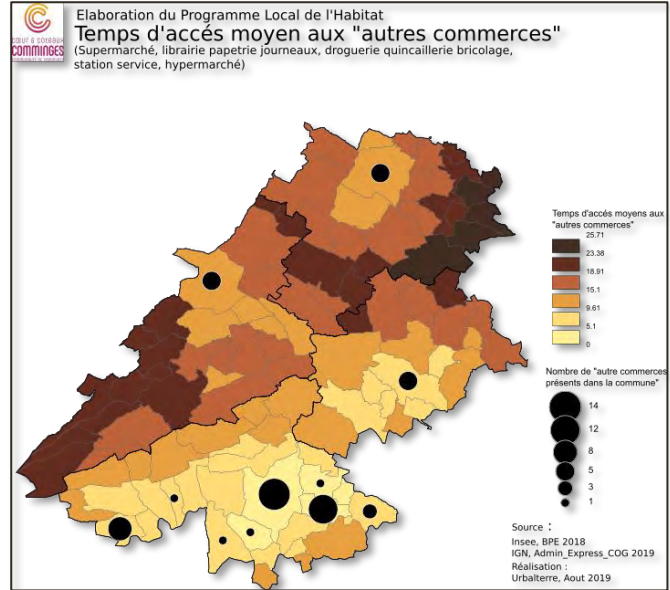 Elaboration du Programme Local de l'Habitat
Temps d'accés moyen aux "autres commerces"
(Supermarché, librairie papetrie journeaux, droguerie quincaillerie bricolage,
station service, hypermarché)
CŒUR & COTEAUX
COMMINGES
Temps d'accés moyens aux
"autres commerces"
25.71
23.38
18.91
15.1
9.61
5.1
0
Nombre de "autre commerces
présents dans la commune"
14
12
8
5
3
1
Source :
Insee, BPE 2018
IGN, Admin_Express_COG 2019
Réalisation :
Urbalterre, Aout 2019